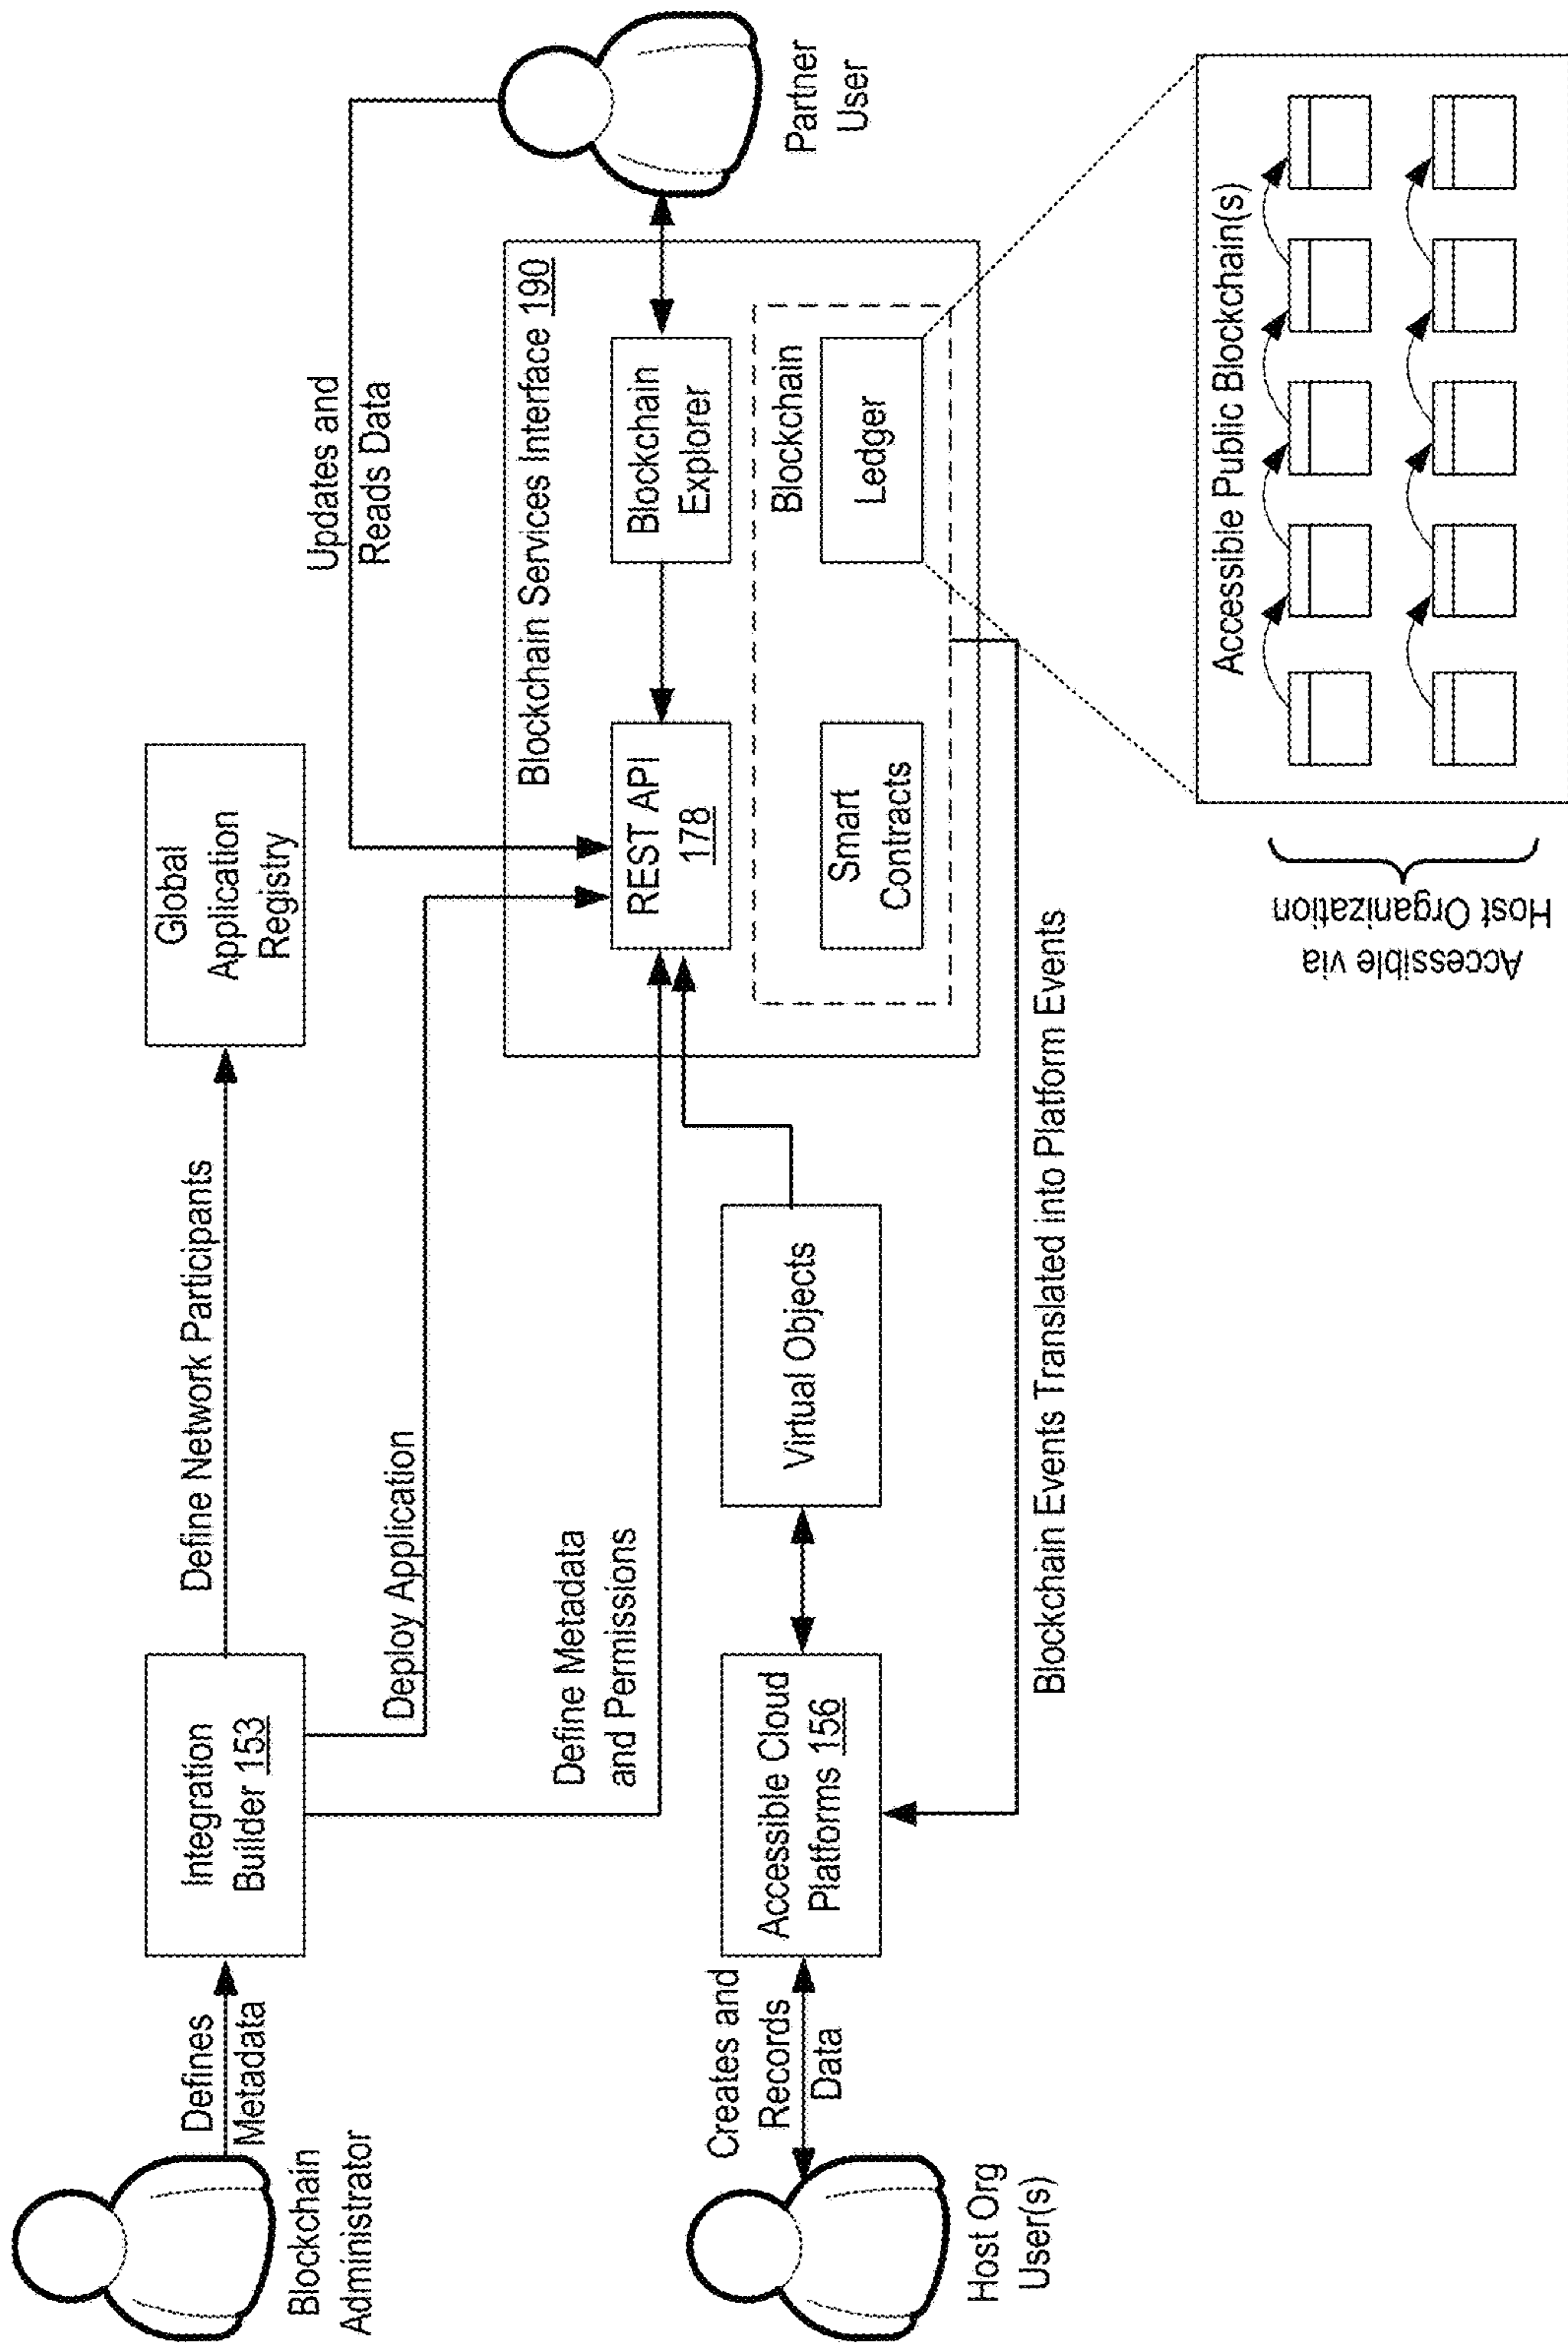 Blockchain
Administrator
Defines
Metadata
Integration
Builder 153
Define Network Participants
Global
Application
Registry
Deploy Application
Define Metadata
and Permissions
Updates and
Reads Data
Partner
User
Blockchain Services Interface 190
REST API
178
Blockchain
Explorer
Blockchain
Smart
Contracts
Ledger
Host Org
User(s)
Creates and
Records
Data
Accessible Cloud
Platforms 156
Virtual Objects
Blockchain Events Translated into Platform Events
Accessible via
Host Organization
Accessible Public Blockchain(s)